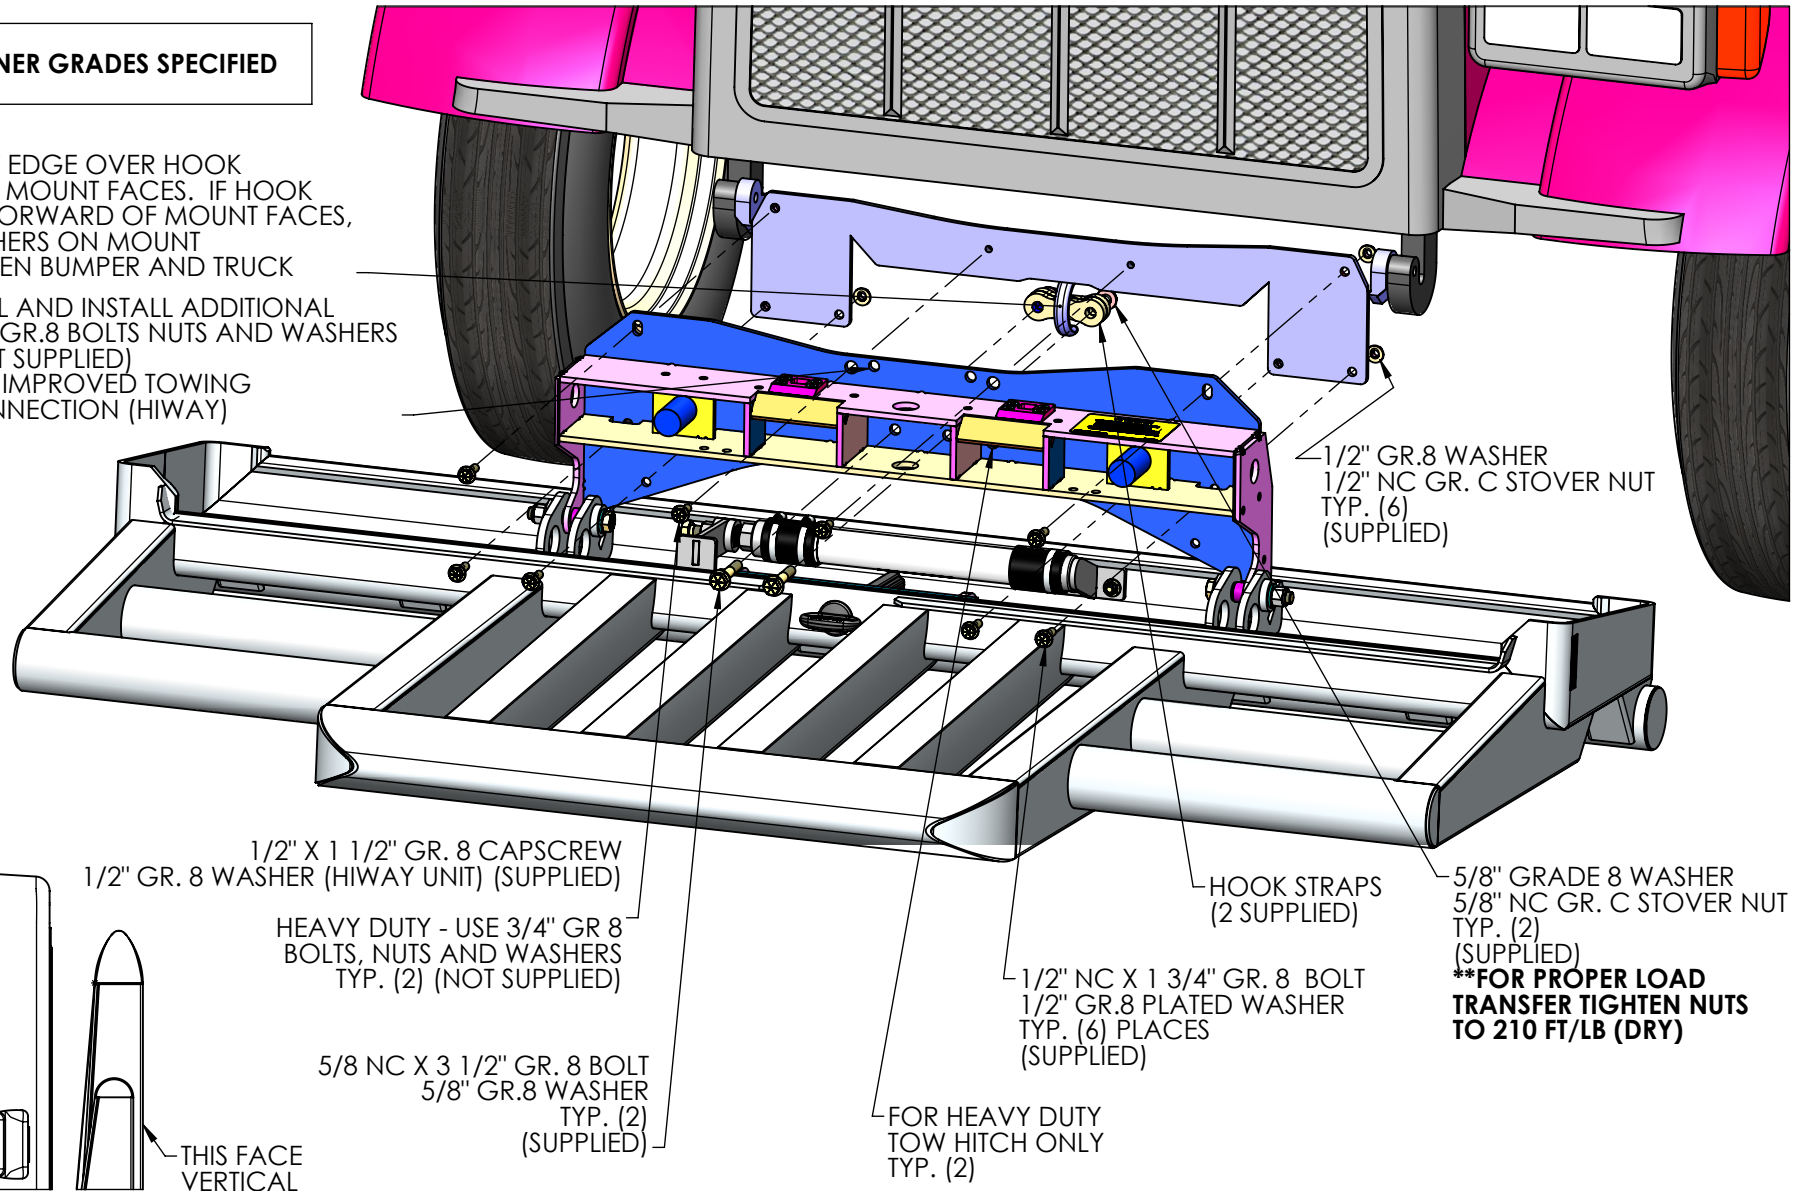 NER GRADES SPECIFIED
EDGE OVER HOOK
MOUNT FACES.  IF HOOK
ORWARD OF MOUNT FACES,
HERS ON MOUNT
EN BUMPER AND TRUCK
L AND INSTALL ADDITIONAL
GR.8 BOLTS NUTS AND WASHERS
T SUPPLIED)
IMPROVED TOWING
NNECTION (HIWAY)
1/2" GR.8 WASHER
1/2" NC GR. C STOVER NUT
TYP. (6)
(SUPPLIED)
1/2" X 1 1/2" GR. 8 CAPSCREW
1/2" GR. 8 WASHER (HIWAY UNIT) (SUPPLIED)
HEAVY DUTY - USE 3/4" GR 8
BOLTS, NUTS AND WASHERS
TYP. (2) (NOT SUPPLIED)
5/8 NC X 3 1/2" GR. 8 BOLT
5/8" GR.8 WASHER
TYP. (2)
(SUPPLIED)
FOR HEAVY DUTY
TOW HITCH ONLY
TYP. (2)
1/2" NC X 1 3/4" GR. 8  BOLT
1/2" GR.8 PLATED WASHER
TYP. (6) PLACES
(SUPPLIED)
HOOK STRAPS
(2 SUPPLIED)
5/8" GRADE 8 WASHER
5/8" NC GR. C STOVER NUT
TYP. (2)
(SUPPLIED)
**FOR PROPER LOAD
TRANSFER TIGHTEN NUTS
TO 210 FT/LB (DRY)
THIS FACE
VERTICAL